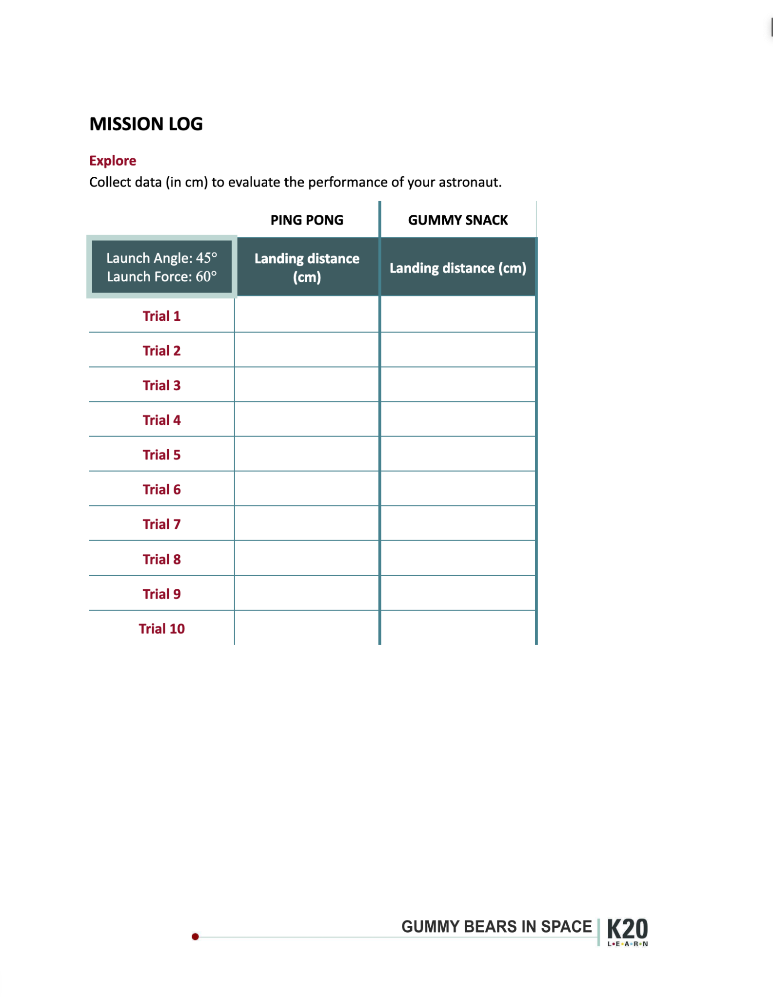 MISSION LOG
Explore
Collect data (in cm) to evaluate the performance of your astronaut.
PING PONG
GUMMY SNACK
Launch Angle: 45°
Launch Force: 60°
Landing distance
(cm)
Landing distance (cm)
Trial 1
Trial 2
Trial 3
Trial 4
Trial 5
Trial 6
Trial 7
Trial 8
Trial 9
Trial 10
GUMMY BEARS IN SPACE
K20
L•E•A•R•N